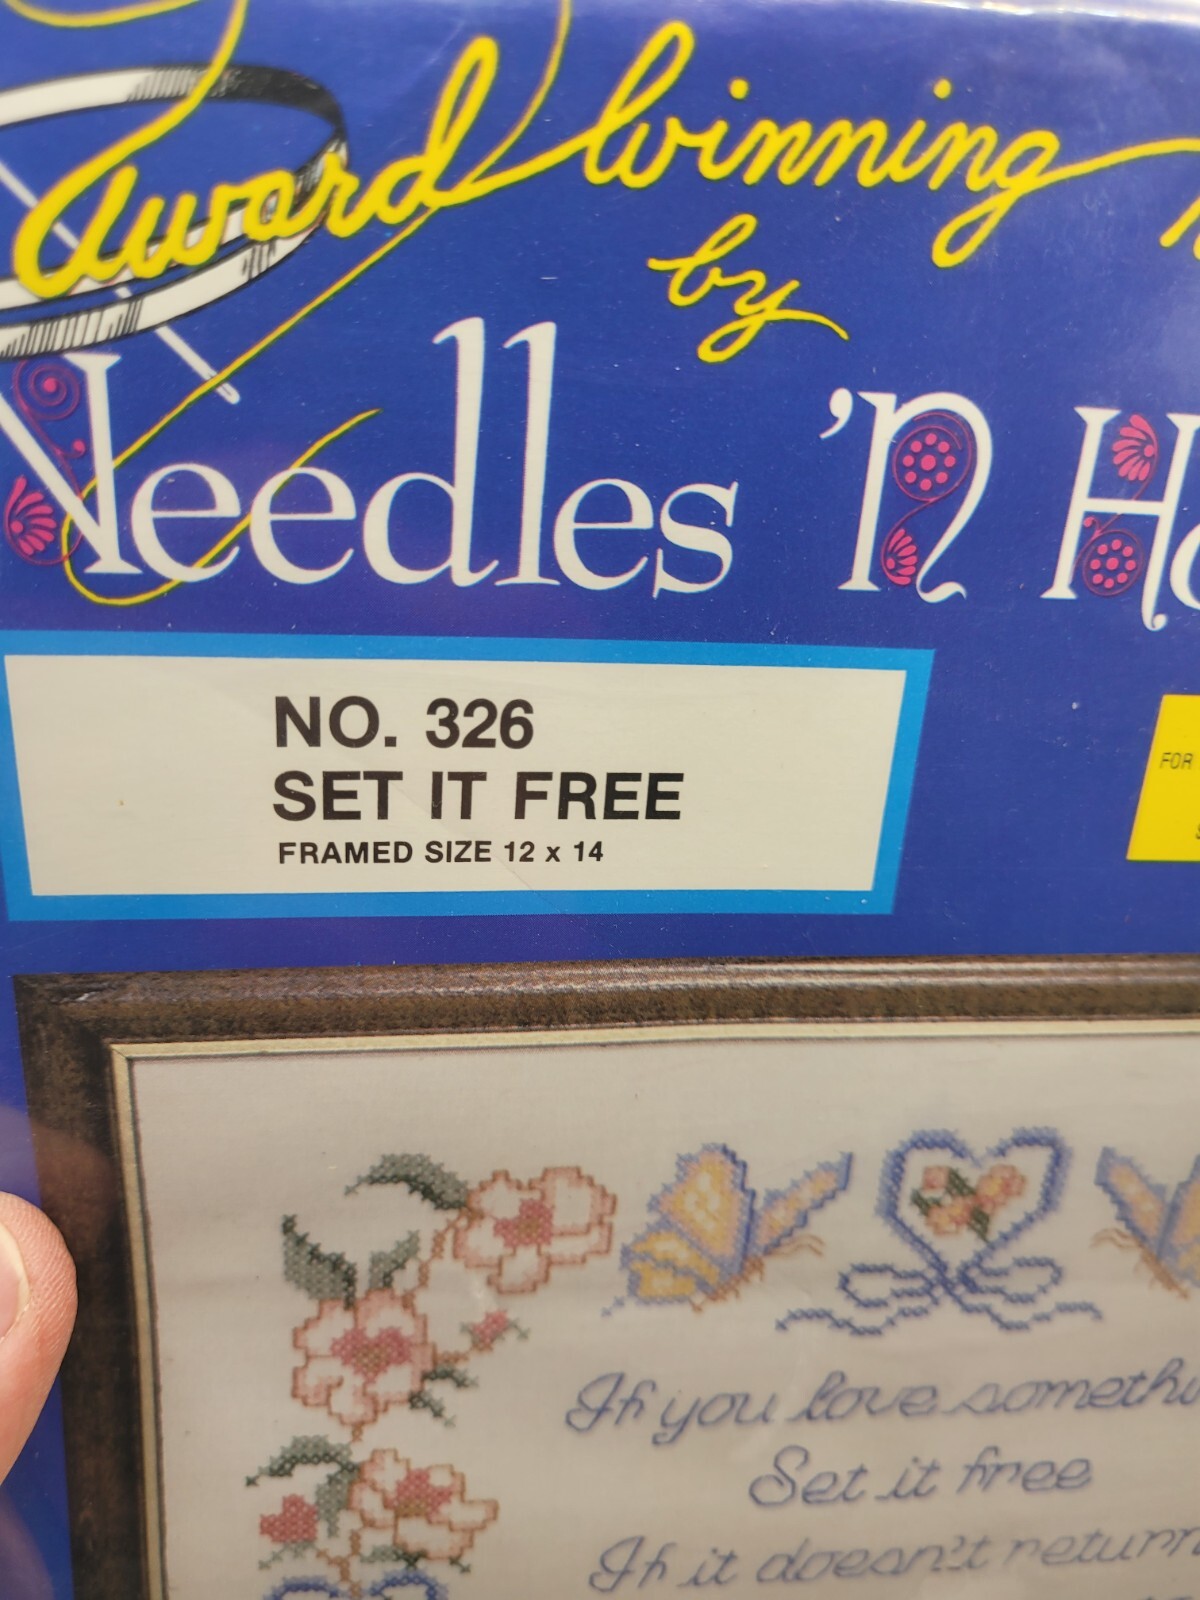 award winning
by
Needles 'n
NO. 326
SET IT FREE
FRAMED SIZE 12 x 14
FOR
If you love
Set it free
If it doesn't return